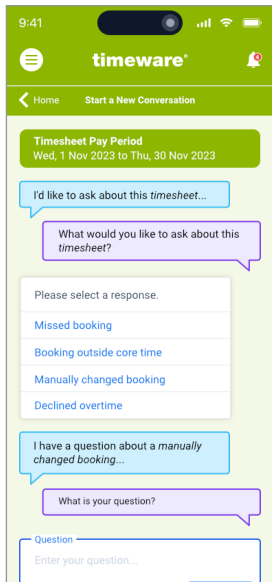 9:41
timeware®
4
Home
Start a New Conversation
Timesheet Pay Period
Wed, 1 Nov 2023 to Thu, 30 Nov 2023
I'd like to ask about this timesheet...
What would you like to ask about this
timesheet?
Please select a response.
Missed booking
Booking outside core time
Manually changed booking
Declined overtime
I have a question about a manually
changed booking...
What is your question?
Question
Enter your question...